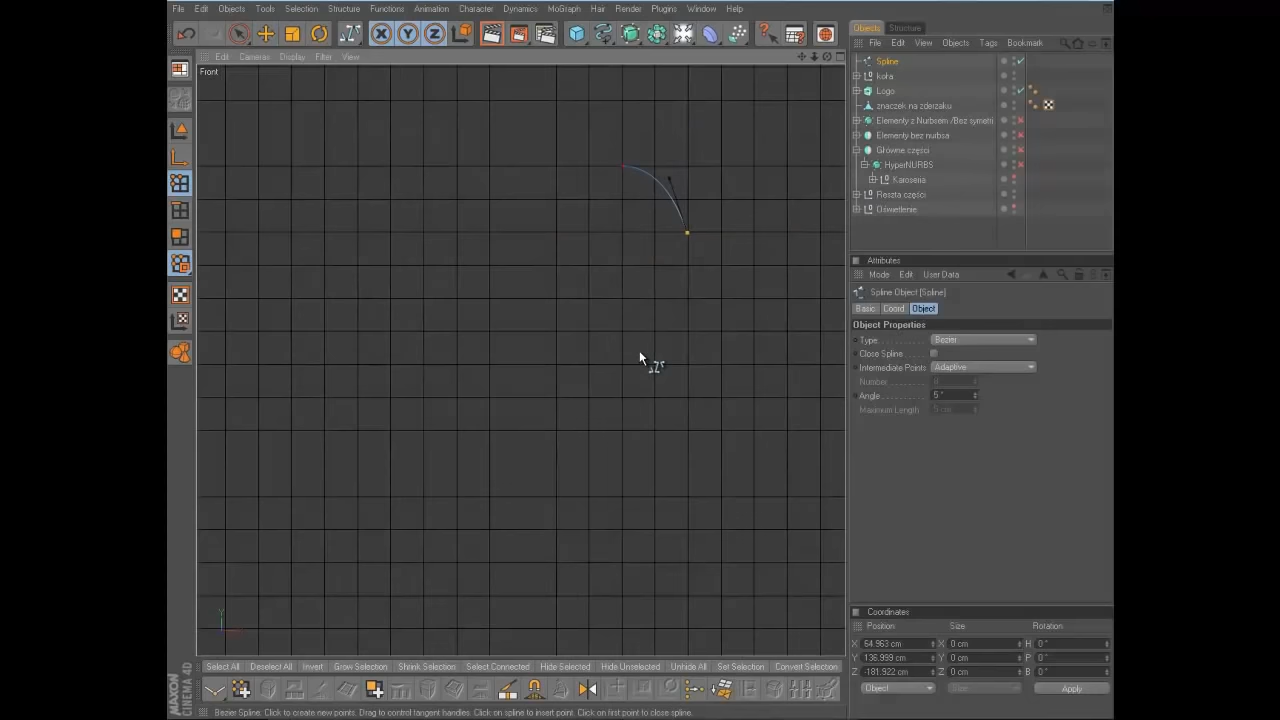 File Edit Objects Tools Selection Structure Functions Animation Character Dynamics MoGraph Hair Render Plugins Window Help
Edit Cameras Display Filter View
Front
Objects Structure
File Edit View Objects Tags Bookmark
Spline
koła
Logo
znaczek na zderzaku
Elementy z Nurbsem /Bez symetri
Elementy bez nurbsa
Główne części
HyperNURBS
Karoseria
Reszta części
Oświetlenie
Attributes
Mode Edit User Data
Spline Object [Spline]
Basic Coord. Object
Object Properties
Type Bezier
Close Spline
Intermediate Points Adaptive
Number
Angle 5 °
Maximum Length 5 cm
Coordinates
Position Size Rotation
X 64.963 cm X 0 cm H 0 °
Y 136.999 cm Y 0 cm P 0 °
Z -181.922 cm Z 0 cm B 0 °
Object Apply
Y
Select All Deselect All Invert Grow Selection Shrink Selection Select Connected Hide Selected Hide Unselected Unhide All Set Selection Convert Selection
MAXON CINEMA 4D
Bezier Spline: Click to create new points. Drag to control tangent handles. Click on spline to insert point. Click on first point to close spline.